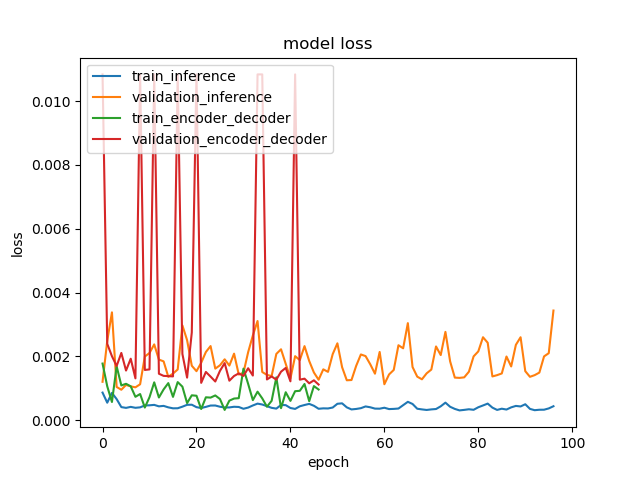 model loss
train_inference
validation_inference
train_encoder_decoder
validation_encoder_decoder
0.010
0.008
0.006
0.004
0.002
0.000
loss
0 20 40 60 80 100
epoch